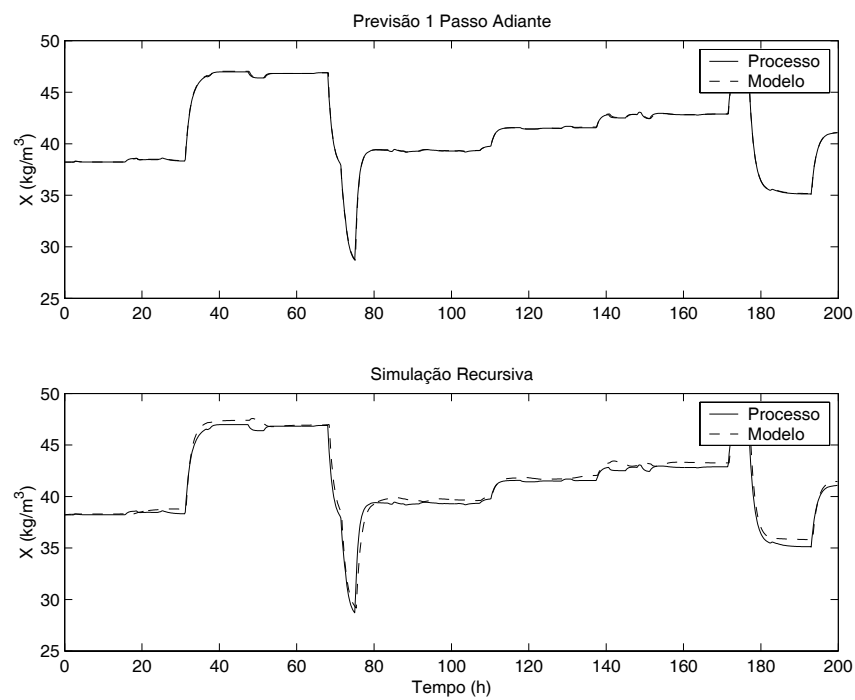 Previsão 1 Passo Adiante
50
45
40
35
30
25
X (kg/m³)
Processo
Modelo
0 20 40 60 80 100 120 140 160 180 200
Simulação Recursiva
50
45
40
35
30
25
X (kg/m³)
Processo
Modelo
0 20 40 60 80 100 120 140 160 180 200
Tempo (h)